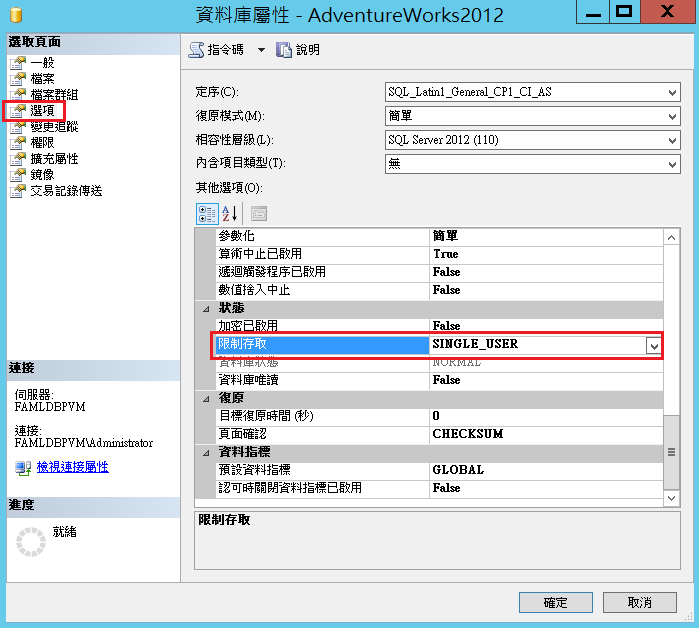 資料庫屬性 - AdventureWorks2012
選取頁面
一般
檔案
檔案群組
選項
變更追蹤
權限
擴充屬性
鏡像
交易記錄傳送
連接
伺服器:
FAMLDBPVM
連接:
FAMLDBPVM\Administrator
檢視連接屬性
進度
就緒
指令碼 說明
定序(C): SQL_Latin1_General_CP1_CI_AS
復原模式(M): 簡單
相容性層級(L): SQL Server 2012 (110)
內含項目類型(T): 無
其他選項(O):
參數化 簡單
算術中止已啟用 True
遞迴觸發程序已啟用 False
數值捨入中止 False
狀態
加密已啟用 False
限制存取 SINGLE_USER
資料庫狀態 NORMAL
資料庫唯讀 False
復原
目標復原時間 (秒) 0
頁面確認 CHECKSUM
資料指標
預設資料指標 GLOBAL
認可時關閉資料指標已啟用 False
限制存取
確定 取消